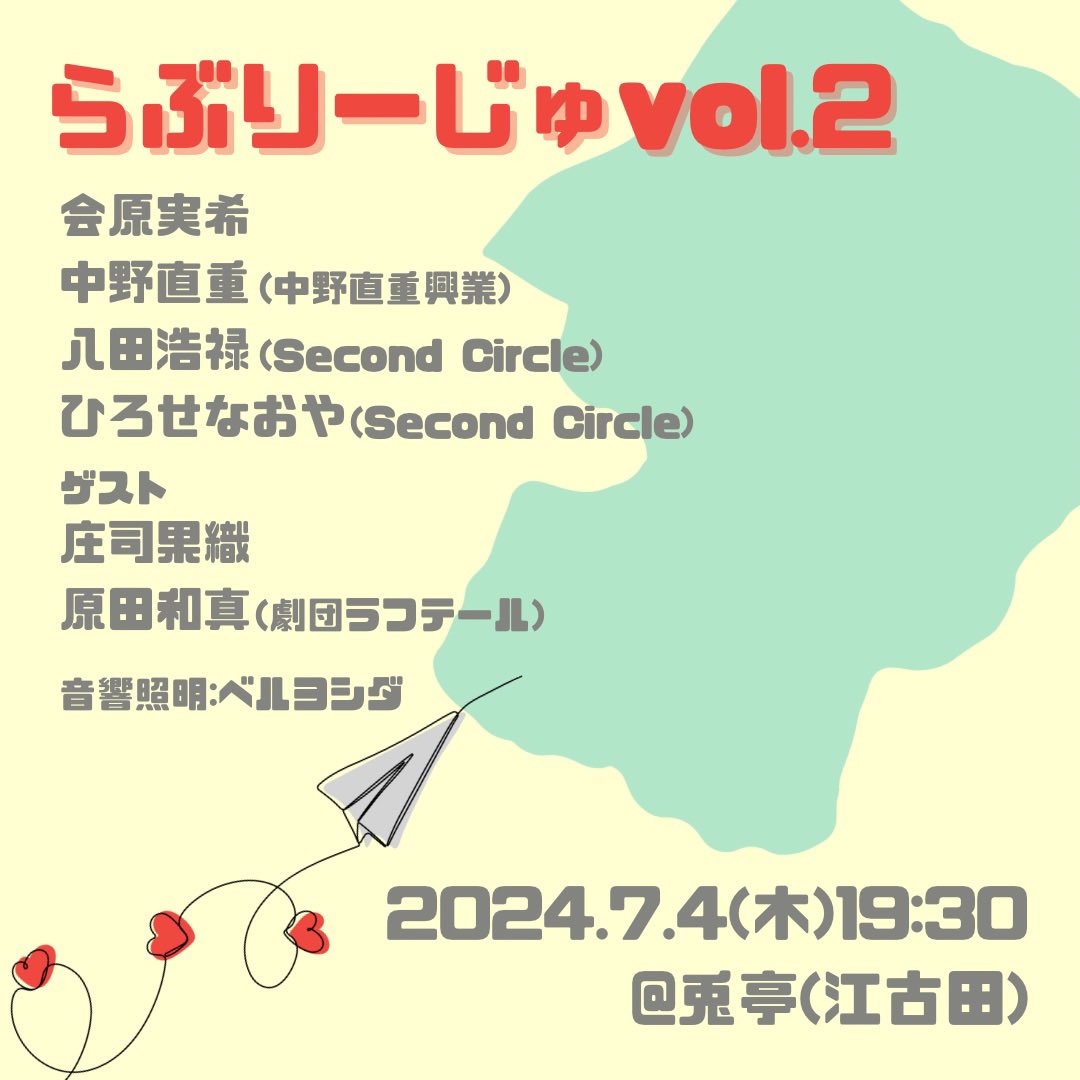 らぶりーじゅvol.2
会原実希
中野直重(中野直重興業)
八田浩禄(Second Circle)
ひろせなおや(Second Circle)
ゲスト
庄司果織
原田和真(劇団ラフテール)
音響照明:ベルヨシダ
2024.7.4(木)19:30
@兎亭(江古田)